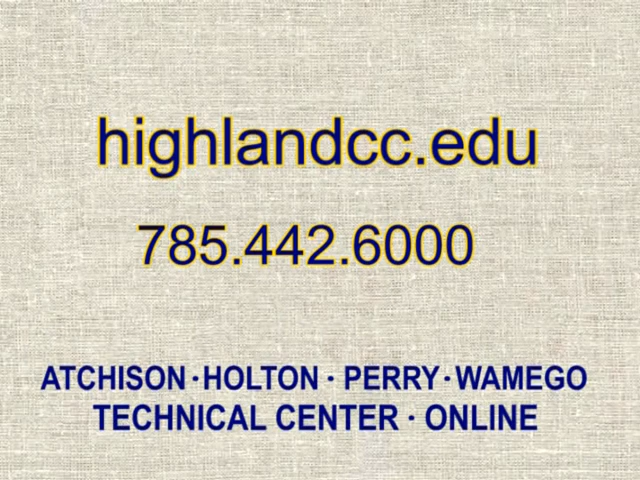 highlandcc.edu
785.442.6000
ATCHISON · HOLTON · PERRY · WAMEGO
TECHNICAL CENTER · ONLINE